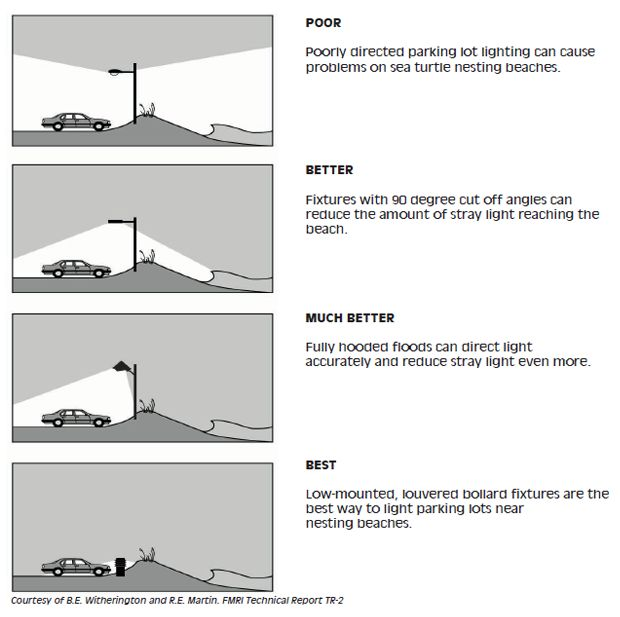 POOR
Poorly directed parking lot lighting can cause
problems on sea turtle nesting beaches.
BETTER
Fixtures with 90 degree cut off angles can
reduce the amount of stray light reaching the
beach.
MUCH BETTER
Fully hooded floods can direct light
accurately and reduce stray light even more.
BEST
Low-mounted, louvered bollard fixtures are the
best way to light parking lots near
nesting beaches.
Courtesy of B.E. Witherington and R.E. Martin. FMRI Technical Report TR-2